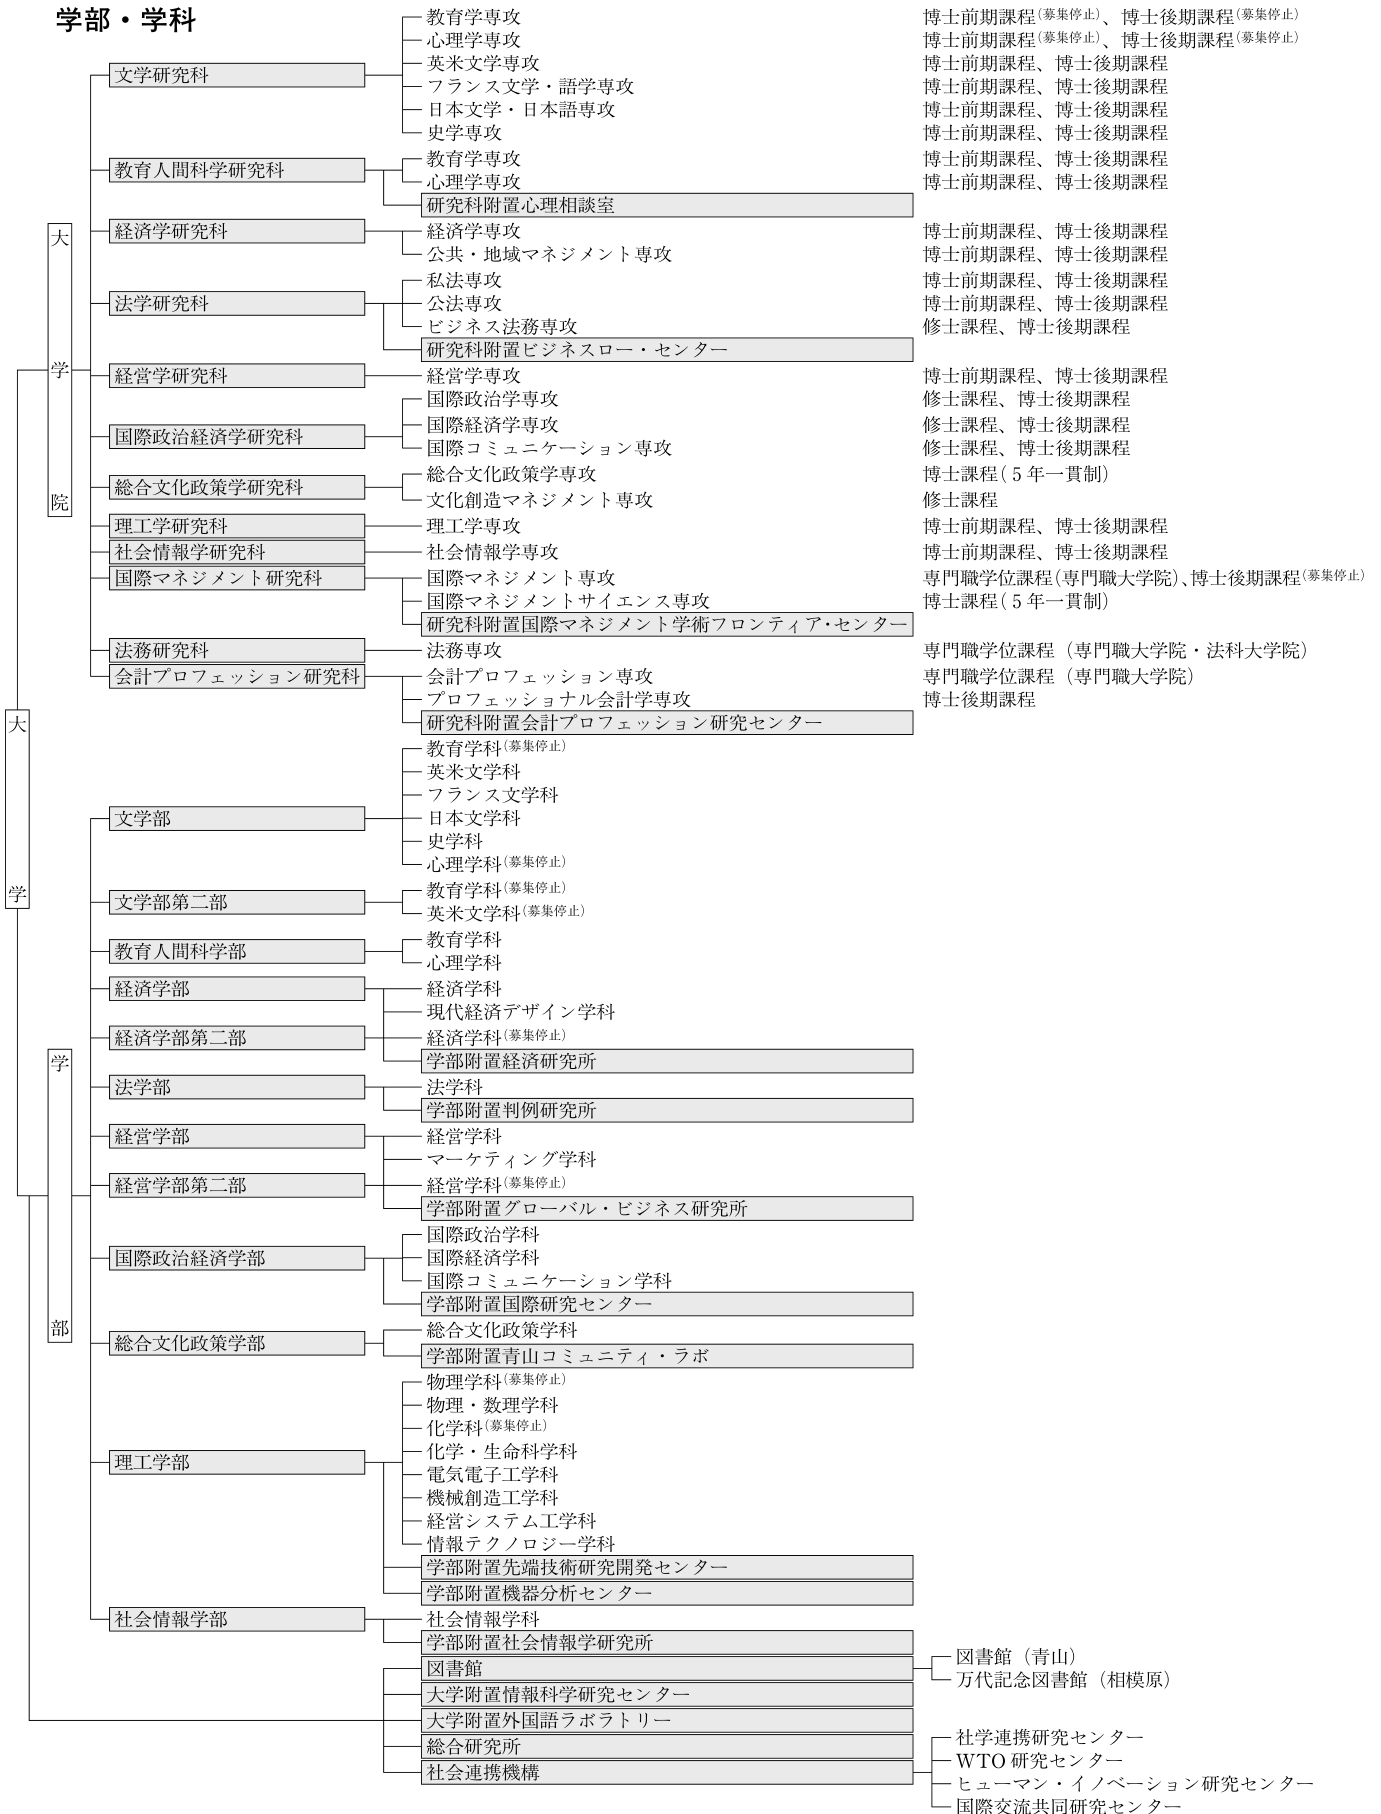 学部・学科
大学
大学院
文学研究科
教育学専攻 博士前期課程(募集停止)、博士後期課程(募集停止)
心理学専攻 博士前期課程(募集停止)、博士後期課程(募集停止)
英米文学専攻 博士前期課程、博士後期課程
フランス文学・語学専攻 博士前期課程、博士後期課程
日本文学・日本語専攻 博士前期課程、博士後期課程
史学専攻 博士前期課程、博士後期課程
教育人間科学研究科
教育学専攻 博士前期課程、博士後期課程
心理学専攻 博士前期課程、博士後期課程
研究科附置心理相談室
経済学研究科
経済学専攻 博士前期課程、博士後期課程
公共・地域マネジメント専攻 博士前期課程、博士後期課程
法学研究科
私法専攻 博士前期課程、博士後期課程
公法専攻 博士前期課程、博士後期課程
ビジネス法務専攻 修士課程、博士後期課程
研究科附置ビジネスロー・センター
経営学研究科
経営学専攻 博士前期課程、博士後期課程
国際政治経済学研究科
国際政治学専攻 修士課程、博士後期課程
国際経済学専攻 修士課程、博士後期課程
国際コミュニケーション専攻 修士課程、博士後期課程
総合文化政策学研究科
総合文化政策学専攻 博士課程(5年一貫制)
文化創造マネジメント専攻 修士課程
理工学研究科
理工学専攻 博士前期課程、博士後期課程
社会情報学研究科
社会情報学専攻 博士前期課程、博士後期課程
国際マネジメント研究科
国際マネジメント専攻 専門職学位課程(専門職大学院)、博士後期課程(募集停止)
国際マネジメントサイエンス専攻 博士課程(5年一貫制)
研究科附置国際マネジメント学術フロンティア・センター
法務研究科
法務専攻 専門職学位課程(専門職大学院・法科大学院)
会計プロフェッション研究科
会計プロフェッション専攻 専門職学位課程(専門職大学院)
プロフェッショナル会計学専攻 博士後期課程
研究科附置会計プロフェッション研究センター
学部
文学部
教育学科(募集停止)
英米文学科
フランス文学科
日本文学科
史学科
心理学科(募集停止)
文学部第二部
教育学科(募集停止)
英米文学科(募集停止)
教育人間科学部
教育学科
心理学科
経済学部
経済学科
現代経済デザイン学科
経済学部第二部
経済学科(募集停止)
学部附置経済研究所
法学部
法学科
学部附置判例研究所
経営学部
経営学科
マーケティング学科
経営学部第二部
経営学科(募集停止)
学部附置グローバル・ビジネス研究所
国際政治経済学部
国際政治学科
国際経済学科
国際コミュニケーション学科
学部附置国際研究センター
総合文化政策学部
総合文化政策学科
学部附置青山コミュニティ・ラボ
理工学部
物理学科(募集停止)
物理・数理学科
化学科(募集停止)
化学・生命科学科
電気電子工学科
機械創造工学科
経営システム工学科
情報テクノロジー学科
学部附置先端技術研究開発センター
学部附置機器分析センター
社会情報学部
社会情報学科
学部附置社会情報学研究所
図書館
図書館(青山)
万代記念図書館(相模原)
大学附置情報科学研究センター
大学附置外国語ラボラトリー
総合研究所
社会連携機構
社学連携研究センター
WTO研究センター
ヒューマン・イノベーション研究センター
国際交流共同研究センター